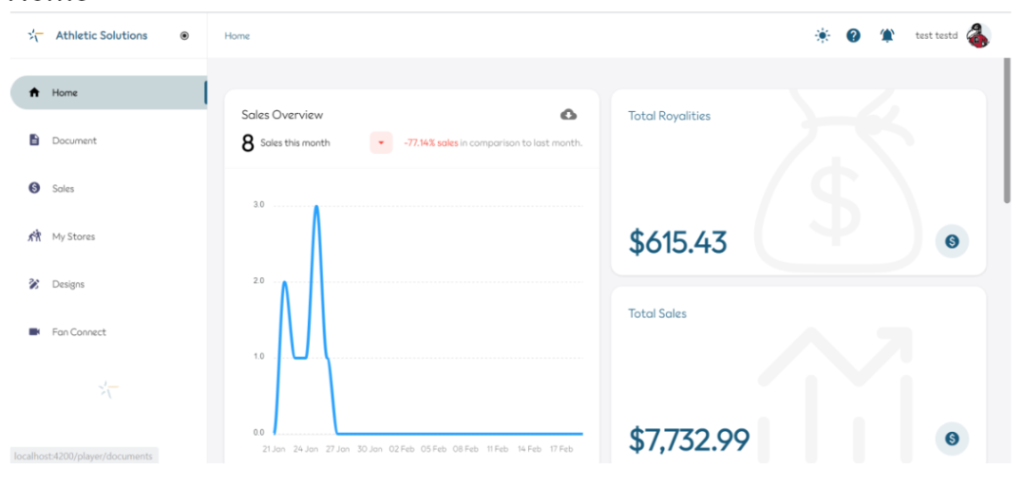 Athletic Solutions
Home
test testd
Home
Document
Sales
My Stores
Designs
Fan Connect
localhost:4200/player/documents
Sales Overview
8 Sales this month
-77.14% sales in comparison to last month.
3.0
2.0
1.0
0.0
21 Jan 24 Jan 27 Jan 30 Jan 02 Feb 05 Feb 08 Feb 11 Feb 14 Feb 17 Feb
Total Royalities
$
$615.43
Total Sales
$7,732.99